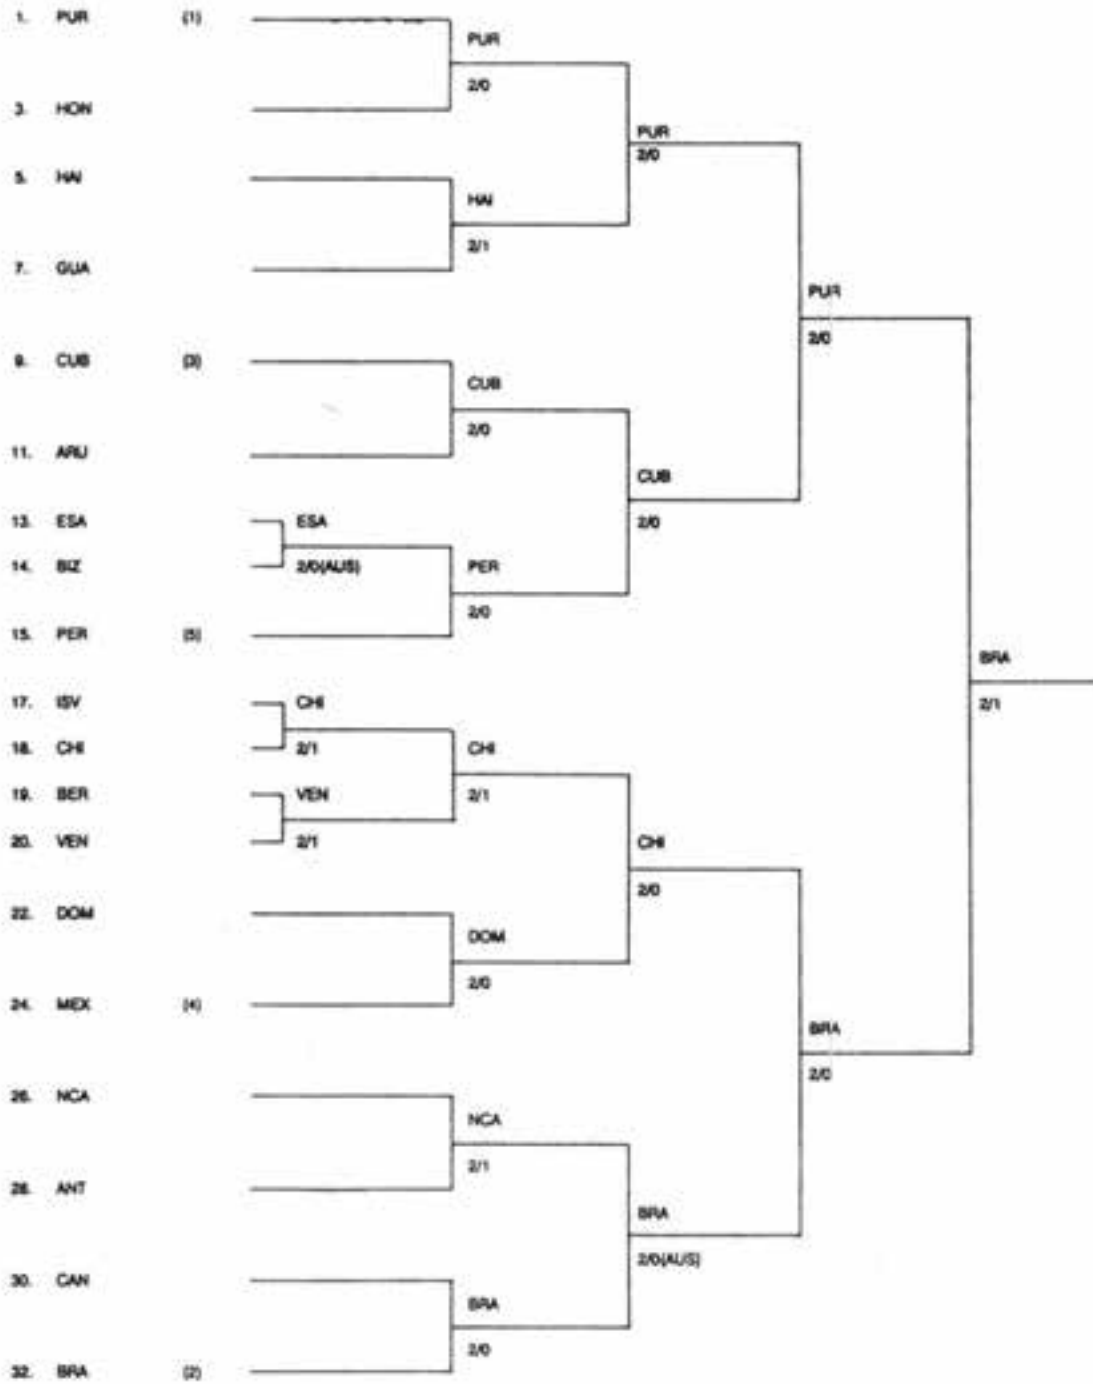 1. PUR (1)
PUR
2/0
3. HON
PUR
2/0
5. HAI
HAI
2/1
7. GUA
PUR
2/0
9. CUB (3)
CUB
2/0
11. ARU
CUB
2/0
13. ESA
ESA
14. BIZ
2/0(AUS)
PER
2/0
15. PER (5)
BRA
2/1
17. ISV
CHI
18. CHI
2/1
CHI
2/1
19. BER
VEN
20. VEN
2/1
CHI
2/0
22. DOM
DOM
2/0
24. MEX (4)
BRA
2/0
26. NCA
NCA
2/1
28. ANT
BRA
2/0(AUS)
30. CAN
BRA
2/0
32. BRA (2)